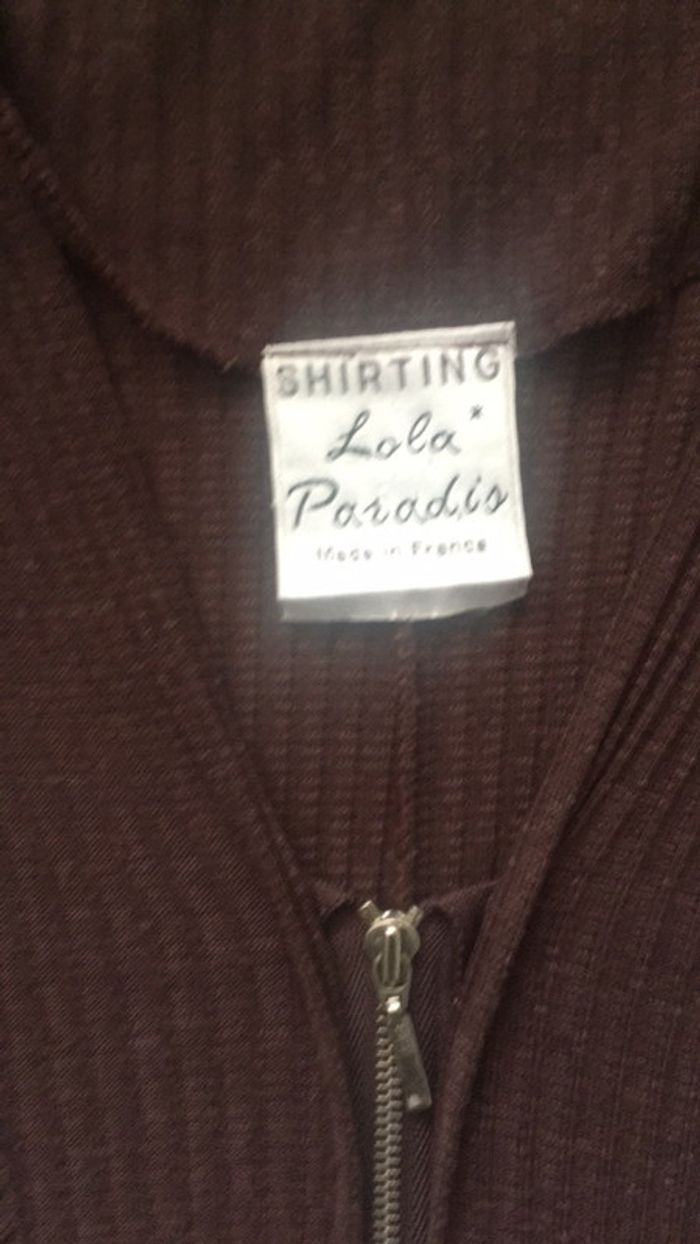 SHIRTING
Lola*
Paradis
Made in France